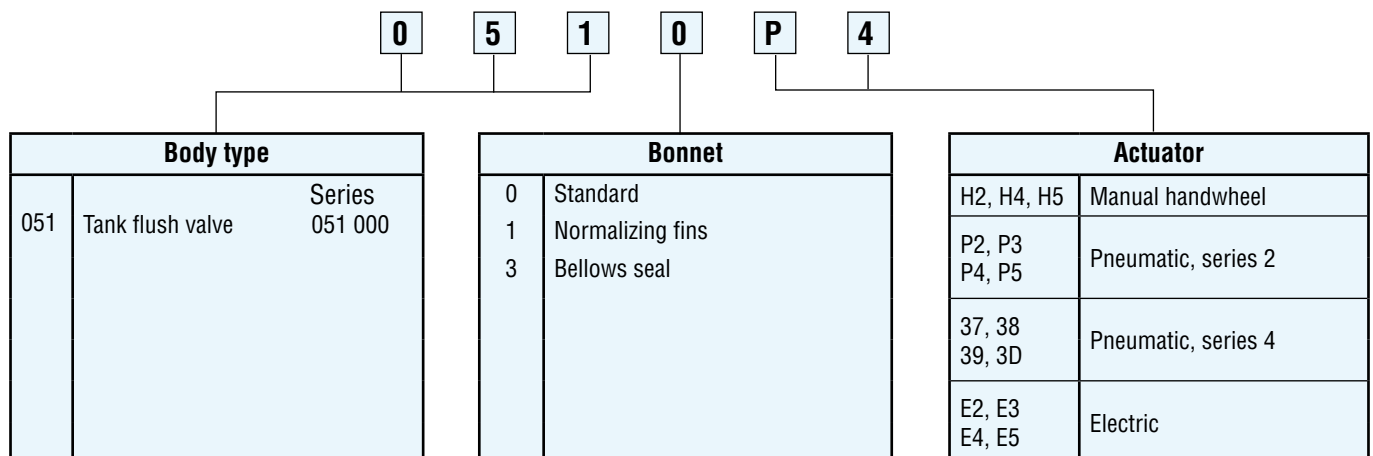 0 5 1 0 P 4
Body type
Series
051 Tank flush valve 051 000
Bonnet
0 Standard
1 Normalizing fins
3 Bellows seal
Actuator
H2, H4, H5 Manual handwheel
P2, P3
P4, P5
Pneumatic, series 2
37, 38
39, 3D
Pneumatic, series 4
E2, E3
E4, E5
Electric